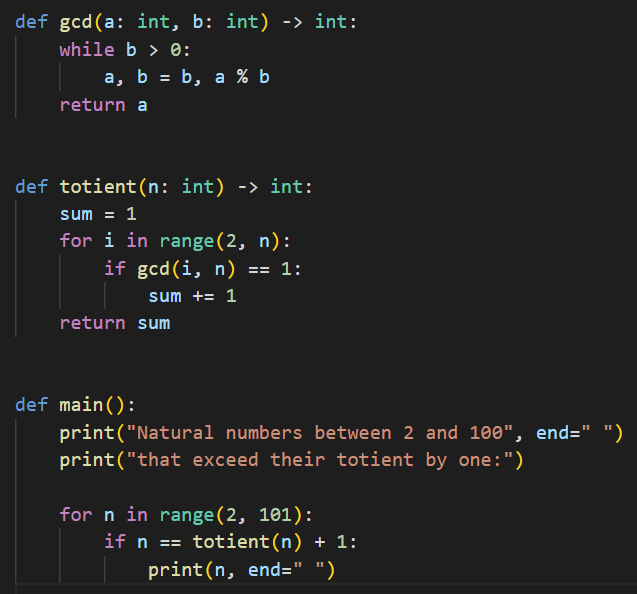 def gcd(a: int, b: int) -> int:
    while b > 0:
        a, b = b, a % b
    return a


def totient(n: int) -> int:
    sum = 1
    for i in range(2, n):
        if gcd(i, n) == 1:
            sum += 1
    return sum


def main():
    print("Natural numbers between 2 and 100", end=" ")
    print("that exceed their totient by one:")

    for n in range(2, 101):
        if n == totient(n) + 1:
            print(n, end=" ")